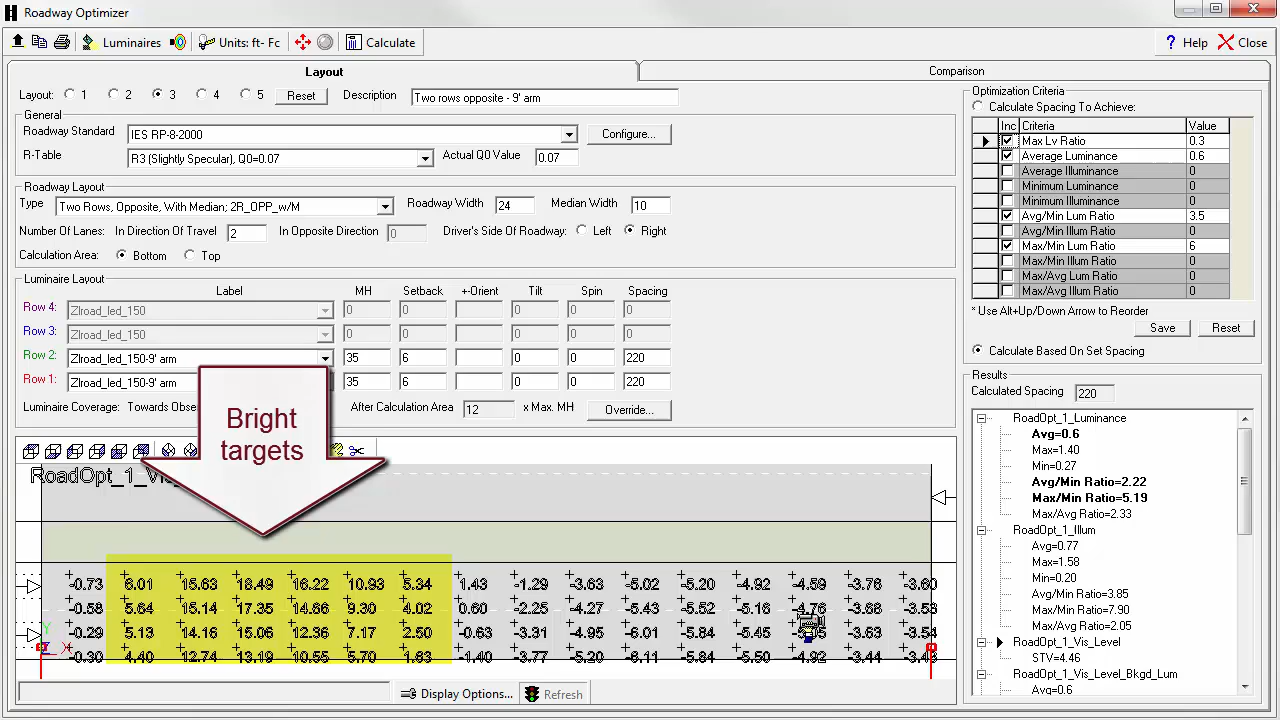 Roadway Optimizer
Luminaires Units: ft- Fc Calculate Help Close
Layout Comparison
Layout: 1 2 3 4 5 Reset Description Two rows opposite - 9' arm
General
Roadway Standard IES RP-8-2000 Configure...
R-Table R3 (Slightly Specular), Q0=0.07 Actual Q0 Value 0.07
Roadway Layout
Type Two Rows, Opposite, With Median; 2R_OPP_w/M Roadway Width 24 Median Width 10
Number Of Lanes: In Direction Of Travel 2 In Opposite Direction 0 Driver's Side Of Roadway: Left Right
Calculation Area: Bottom Top
Luminaire Layout
Label MH Setback +-Orient Tilt Spin Spacing
Row 4: Zlroad_led_150 0 0 0 0 0
Row 3: Zlroad_led_150 0 0 0 0 0
Row 2: Zlroad_led_150-9' arm 35 6 0 0 220
Row 1: Zlroad_led_150-9' arm 35 6 0 0 220
Luminaire Coverage: Towards After Calculation Area 12 x Max. MH Override...
Bright
targets
RoadOpt_1_Vis_
-0.73 6.01 15.63 18.49 16.22 10.93 5.34 1.43 -1.29 -3.63 -5.02 -5.20 -4.92 -4.59 -3.76 -3.60
-0.58 5.64 15.14 17.35 14.66 9.30 4.02 0.60 -2.25 -4.27 -5.43 -5.52 -5.16 -4.76 -3.68 -3.53
-0.29 5.13 14.16 15.06 12.36 7.17 2.50 -0.63 -3.31 -4.95 -6.01 -5.84 -5.45 -3.63 -3.54
Y
X
-0.30 4.40 12.74 13.19 10.55 5.70 1.63 -1.40 -3.77 -5.20 -6.11 -5.84 -5.50 -4.92 -3.44
Display Options... Refresh
Optimization Criteria
Calculate Spacing To Achieve:
Inc Criteria Value
Max Lv Ratio 0.3
Average Luminance 0.6
Average Illuminance 0
Minimum Luminance 0
Minimum Illuminance 0
Avg/Min Lum Ratio 3.5
Avg/Min Illum Ratio 0
Max/Min Lum Ratio 6
Max/Min Illum Ratio 0
Max/Avg Lum Ratio 0
Max/Avg Illum Ratio 0
* Use Alt+Up/Down Arrow to Reorder
Save Reset
Calculate Based On Set Spacing
Results
Calculated Spacing 220
RoadOpt_1_Luminance
Avg=0.6
Max=1.40
Min=0.27
Avg/Min Ratio=2.22
Max/Min Ratio=5.19
Max/Avg Ratio=2.33
RoadOpt_1_Illum
Avg=0.77
Max=1.58
Min=0.20
Avg/Min Ratio=3.85
Max/Min Ratio=7.90
Max/Avg Ratio=2.05
RoadOpt_1_Vis_Level
STV=4.46
RoadOpt_1_Vis_Level_Bkgd_Lum
Avg=0.6